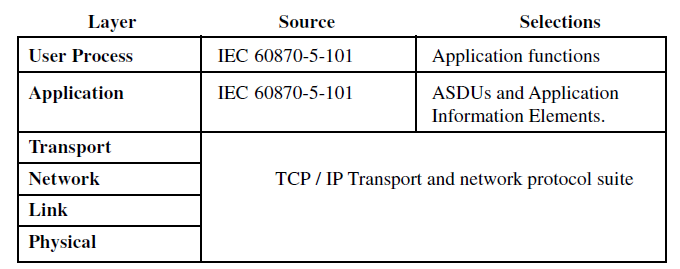 Layer Source Selections
User Process IEC 60870-5-101 Application functions
Application IEC 60870-5-101 ASDUs and Application
Information Elements.
Transport
Network TCP / IP Transport and network protocol suite
Link
Physical